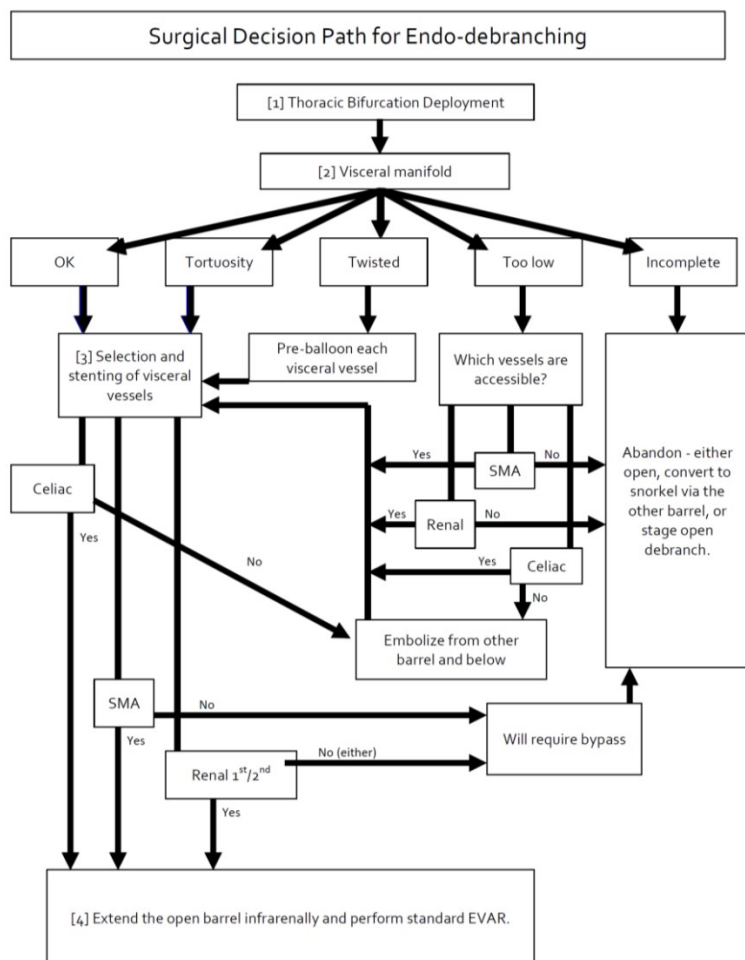 Surgical Decision Path for Endo-debranching
[1] Thoracic Bifurcation Deployment
[2] Visceral manifold
OK
Tortuosity
Twisted
Too low
Incomplete
[3] Selection and
stenting of visceral
vessels
Pre-balloon each
visceral vessel
Which vessels are
accessible?
Abandon - either
open, convert to
snorkel via the
other barrel, or
stage open
debranch.
Yes
SMA
No
Celiac
Yes
Renal
No
Yes
No
Yes
Celiac
No
Embolize from other
barrel and below
SMA
No
Yes
Will require bypass
Renal 1st/2nd
No (either)
Yes
[4] Extend the open barrel infrarenally and perform standard EVAR.